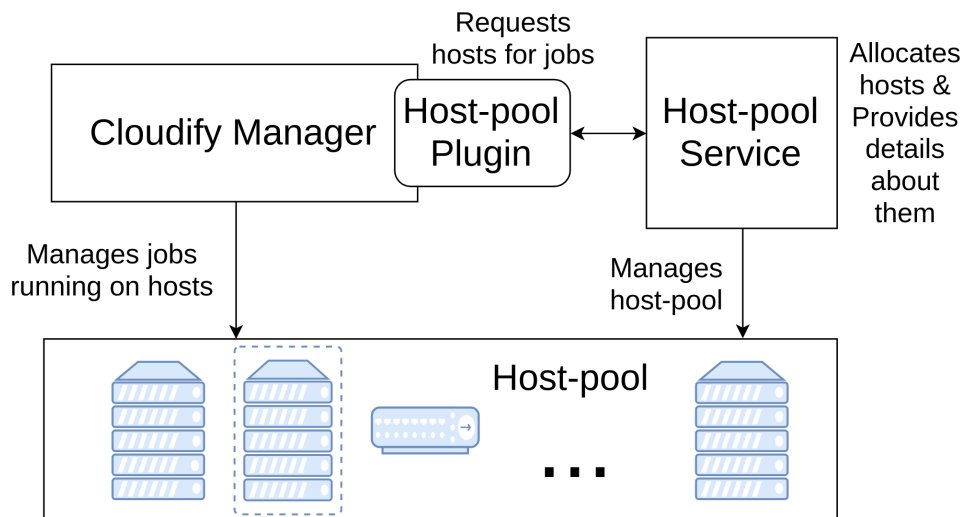 Requests
hosts for jobs
Cloudify Manager
Host-pool
Plugin
Host-pool
Service
Allocates
hosts &
Provides
details
about
them
Manages jobs
running on hosts
Manages
host-pool
Host-pool
...